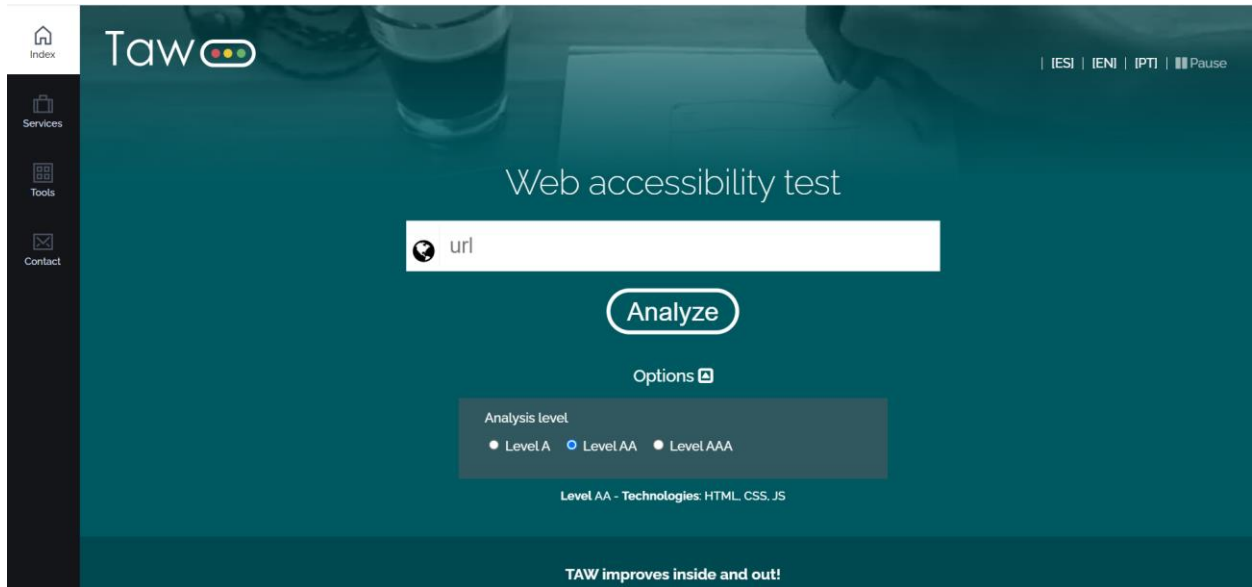 Index
Taw
| [ES] | [EN] | [PT] | Pause
Services
Tools
Contact
Web accessibility test
url
Analyze
Options
Analysis level
Level A Level AA Level AAA
Level AA - Technologies: HTML, CSS, JS
TAW improves inside and out!